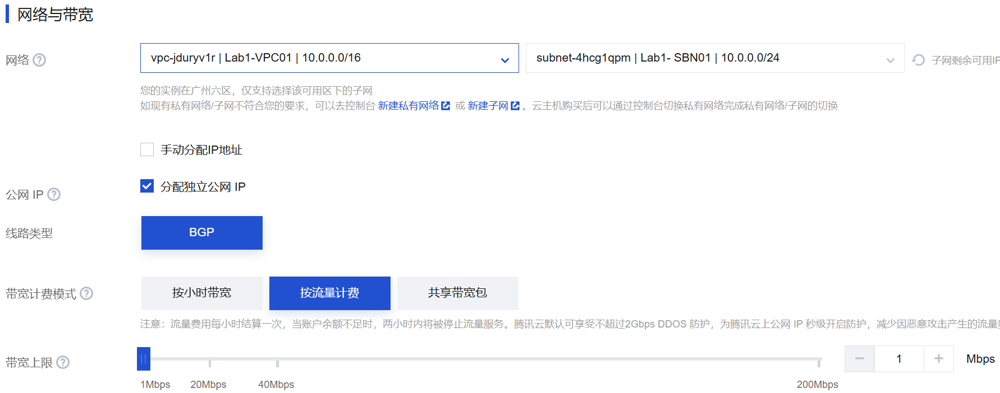 网络与带宽
网络
vpc-jduryv1r | Lab1-VPC01 | 10.0.0.0/16
subnet-4hcg1qpm | Lab1- SBN01 | 10.0.0.0/24
子网剩余可用IP
您的实例在广州六区，仅支持选择该可用区下的子网
如现有私有网络/子网不符合您的要求，可以去控制台 新建私有网络 或 新建子网 。云主机购买后可以通过控制台切换私有网络完成私有网络/子网的切换
手动分配IP地址
公网 IP
分配独立公网 IP
线路类型
BGP
带宽计费模式
按小时带宽
按流量计费
共享带宽包
注意：流量费用每小时结算一次，当账户余额不足时，两小时内将被停止流量服务。腾讯云默认可享受不超过2Gbps DDOS 防护，为腾讯云上公网 IP 秒级开启防护，减少因恶意攻击产生的流量
带宽上限
1 Mbps
1Mbps
20Mbps
40Mbps
200Mbps